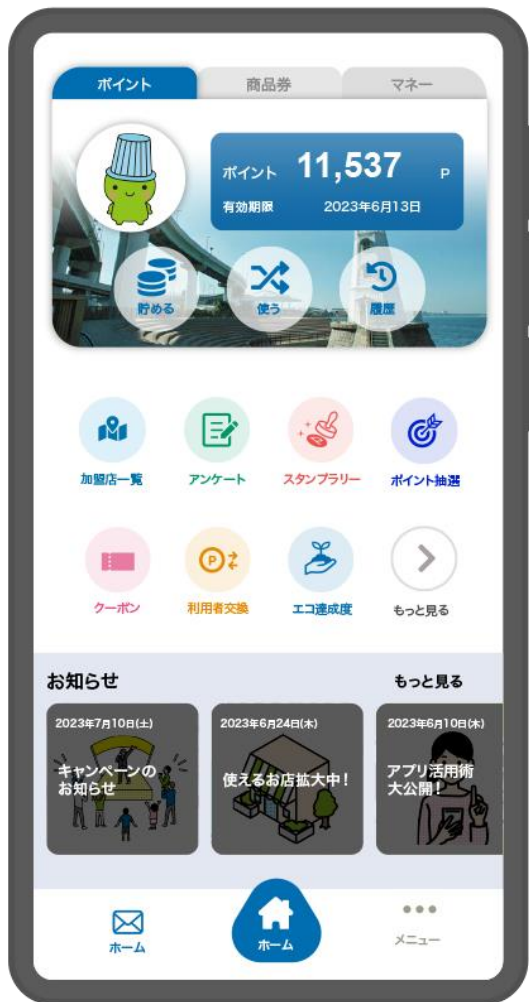 ポイント 商品券 マネー
ポイント 11,537 P
有効期限 2023年6月13日
貯める 使う 履歴
加盟店一覧 アンケート スタンプラリー ポイント抽選
P
クーポン 利用者交換 エコ達成度 もっと見る
お知らせ もっと見る
2023年7月10日(土) 2023年6月24日(木) 2023年6月10日(木)
キャンペーンの
お知らせ
使えるお店拡大中!
アプリ活用術
大公開!
ホーム ホーム メニュー